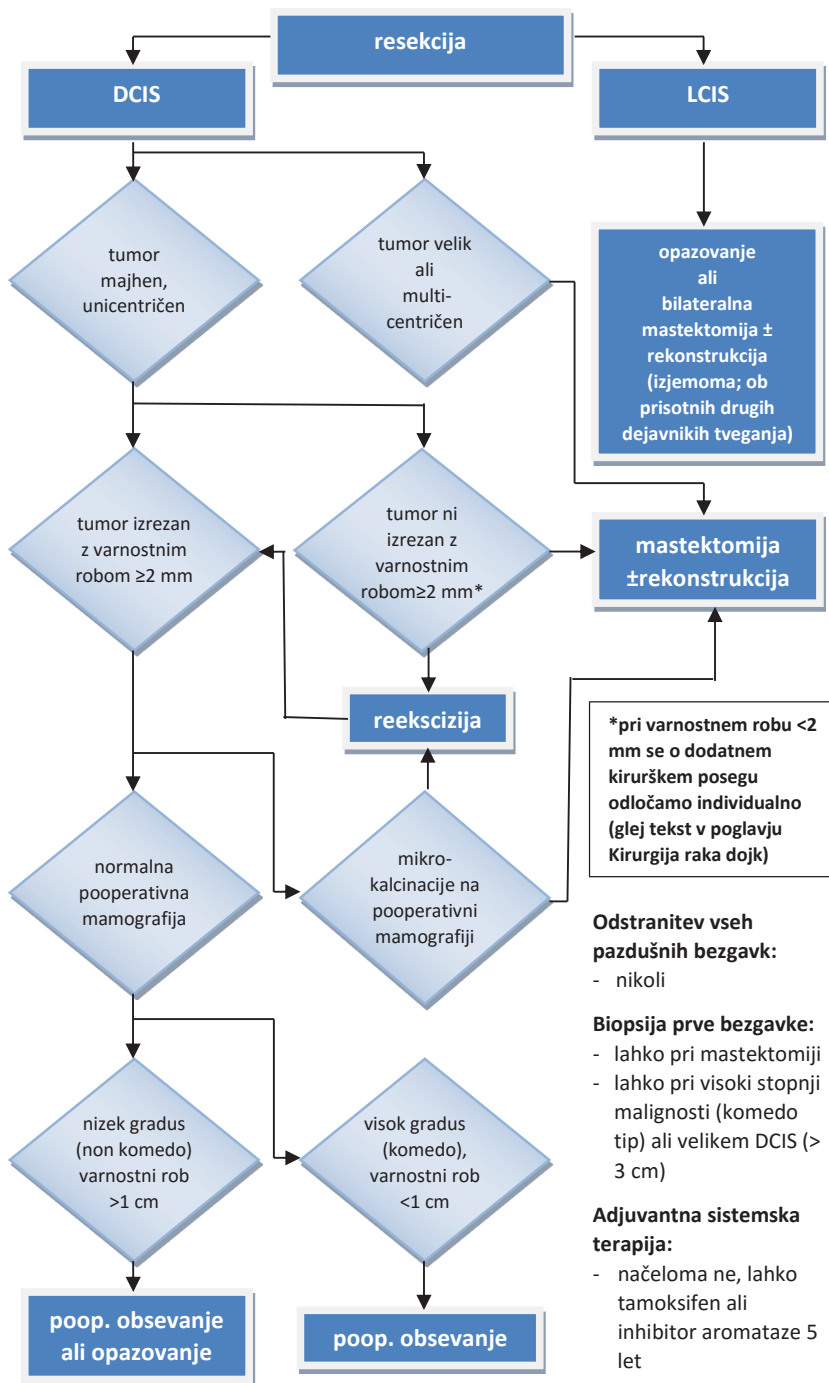 resekcija
DCIS
LCIS
tumor
majhen,
unicentričen
tumor velik
ali
multi-
centričen
opazovanje
ali
bilateralna
mastektomija ±
rekonstrukcija
(izjemoma; ob
prisotnih drugih
dejavnikih tveganja)
tumor izrezan
z varnostnim
robom ≥2 mm
tumor ni
izrezan z
varnostnim
robom≥2 mm*
mastektomija
±rekonstrukcija
reekscizija
*pri varnostnem robu <2
mm se o dodatnem
kirurškem posegu
odločamo individualno
(glej tekst v poglavju
Kirurgija raka dojk)
normalna
pooperativna
mamografija
mikro-
kalcinacije na
pooperativni
mamografiji
Odstranitev vseh
pazdušnih bezgavk:
- nikoli
Biopsija prve bezgavke:
- lahko pri mastektomiji
- lahko pri visoki stopnji
malignosti (komedo
tip) ali velikem DCIS (>
3 cm)
Adjuvantna sistemska
terapija:
- načeloma ne, lahko
tamoksifen ali
inhibitor aromataze 5
let
nizek gradus
(non komedo)
varnostni rob
>1 cm
visok gradus
(komedo),
varnostni rob
<1 cm
poop. obsevanje
ali opazovanje
poop. obsevanje